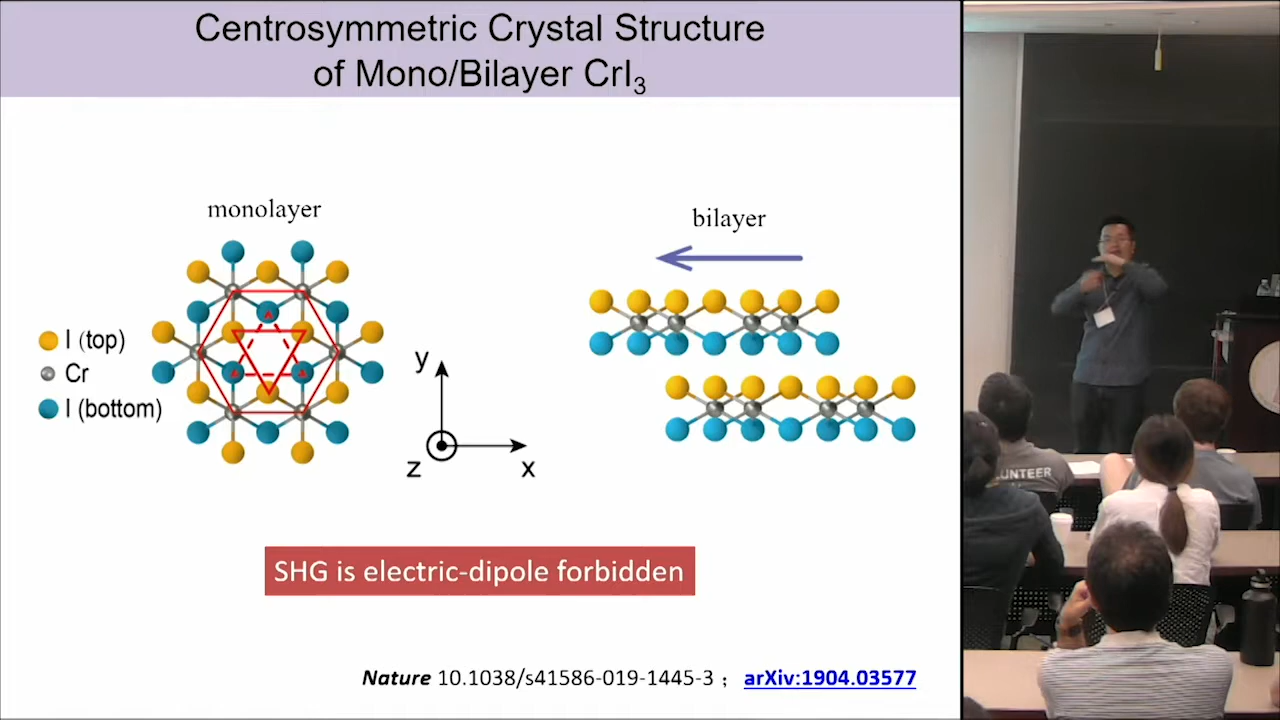 Centrosymmetric Crystal Structure
of Mono/Bilayer CrI₃
monolayer
bilayer
I (top)
Cr
I (bottom)
y
z
x
SHG is electric-dipole forbidden
Nature 10.1038/s41586-019-1445-3 ; arXiv:1904.03577
UNTEER